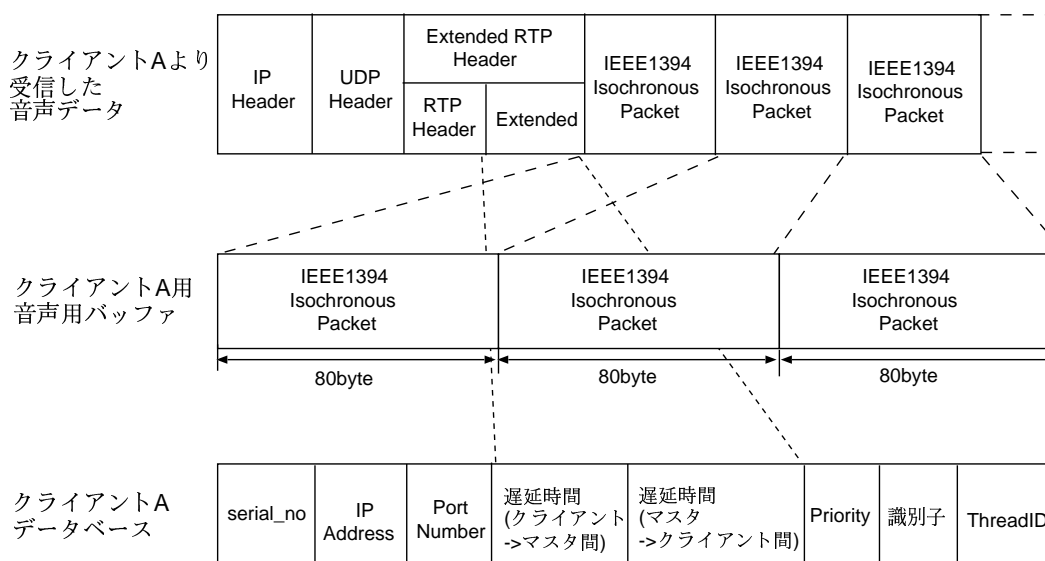 クライアントAより
受信した
音声データ
IP
Header
UDP
Header
Extended RTP
Header
RTP
Header
Extended
IEEE1394
Isochronous
Packet
IEEE1394
Isochronous
Packet
IEEE1394
Isochronous
Packet
クライアントA用
音声用バッファ
IEEE1394
Isochronous
Packet
IEEE1394
Isochronous
Packet
IEEE1394
Isochronous
Packet
80byte
80byte
80byte
クライアントA
データベース
serial_no
IP
Address
Port
Number
遅延時間
(クライアント
->マスタ間)
遅延時間
(マスタ
->クライアント間)
Priority
識別子
ThreadID